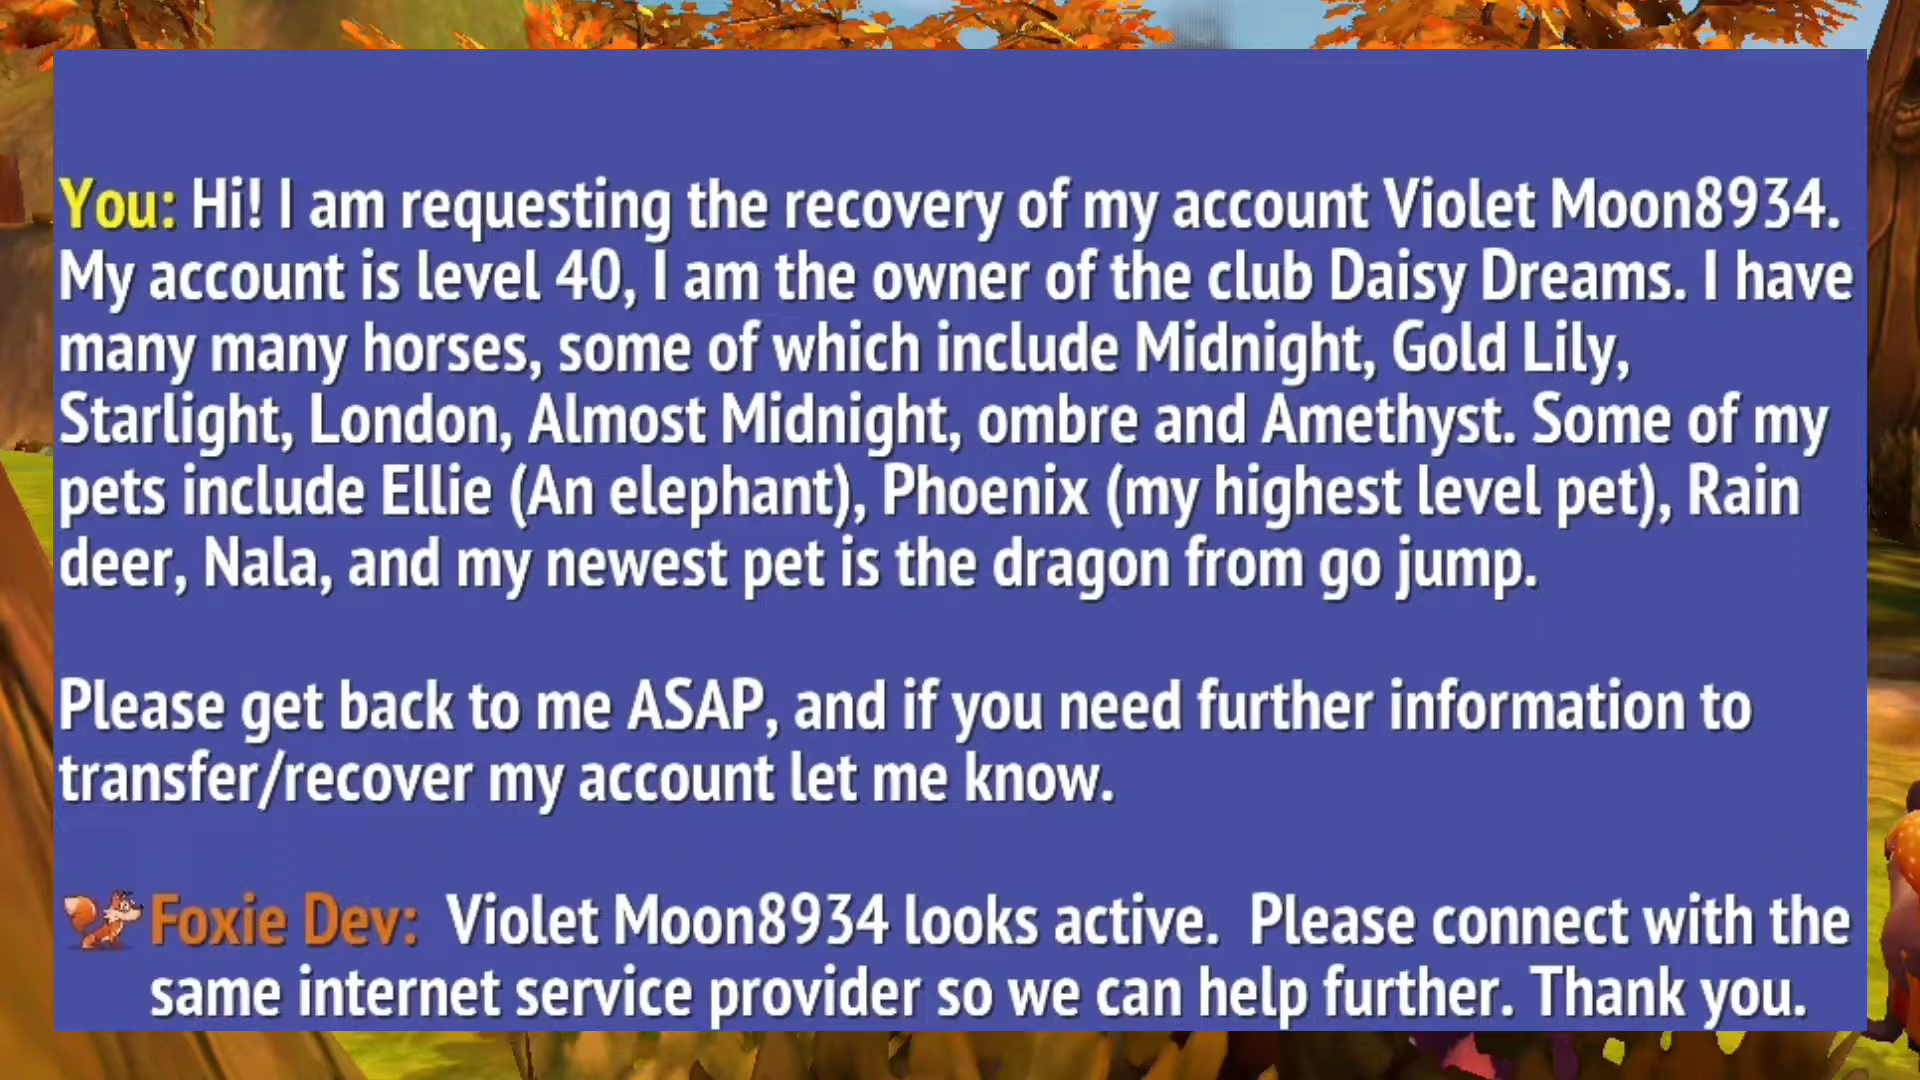 You: Hi! I am requesting the recovery of my account Violet Moon8934.
My account is level 40, I am the owner of the club Daisy Dreams. I have
many many horses, some of which include Midnight, Gold Lily,
Starlight, London, Almost Midnight, ombre and Amethyst. Some of my
pets include Ellie (An elephant), Phoenix (my highest level pet), Rain
deer, Nala, and my newest pet is the dragon from go jump.
Please get back to me ASAP, and if you need further information to
transfer/recover my account let me know.
Foxie Dev: Violet Moon8934 looks active. Please connect with the
same internet service provider so we can help further. Thank you.